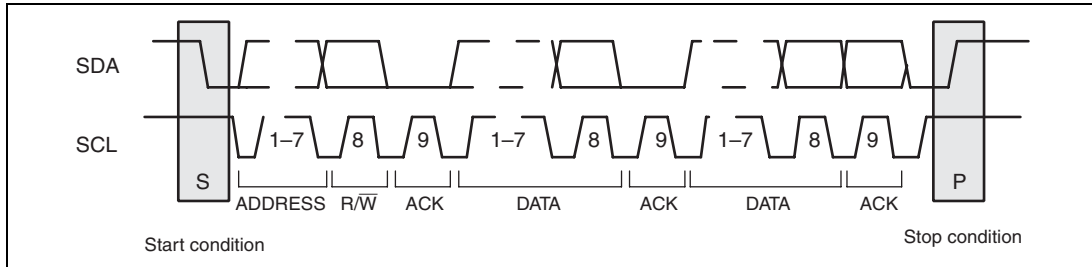 SDA
SCL
1–7 8 9 1–7 8 9 1–7 8 9
S P
ADDRESS R/W̅ ACK DATA ACK DATA ACK
Start condition Stop condition